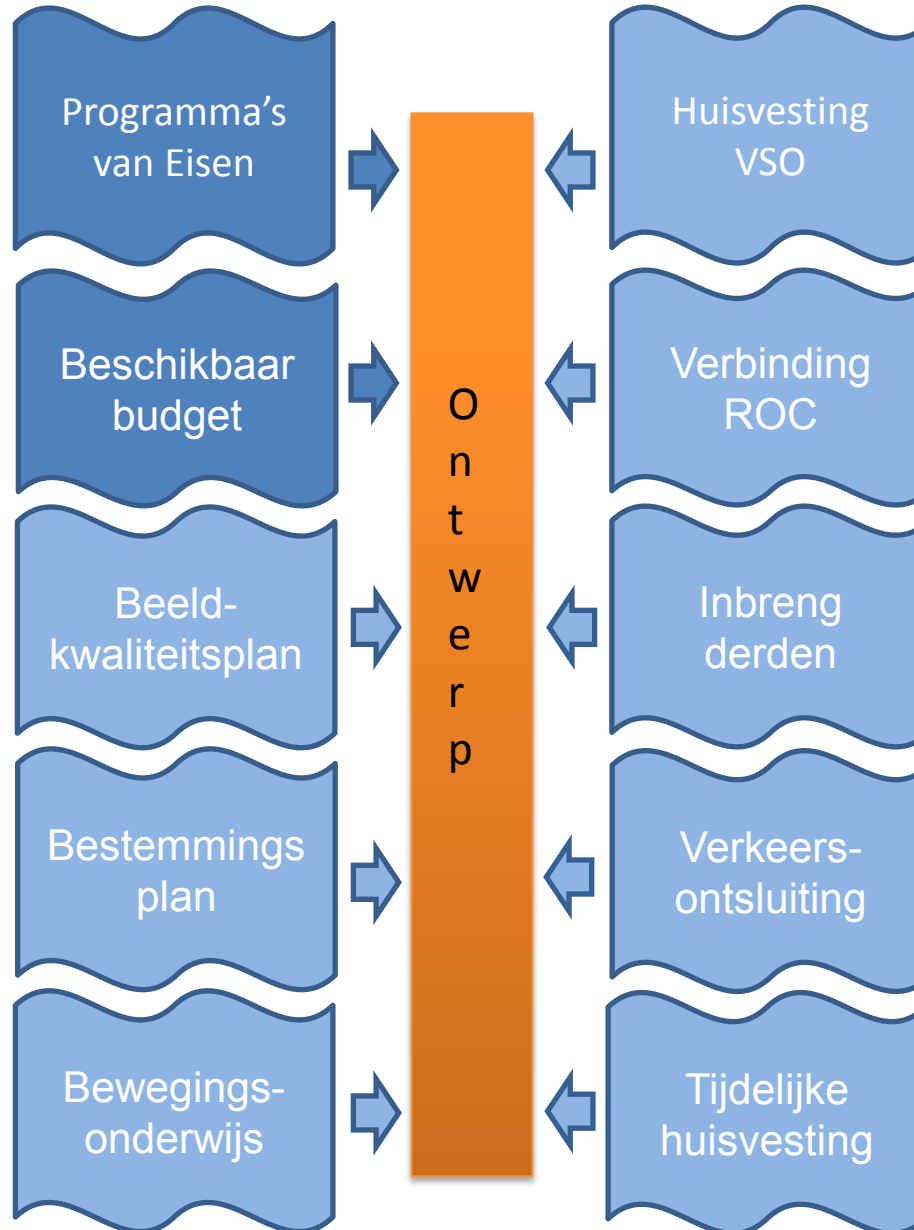 Programma's
van Eisen
Beschikbaar
budget
Beeld-
kwaliteitsplan
Bestemmings
plan
Bewegings-
onderwijs
O
n
t
w
e
r
p
Huisvesting
VSO
Verbinding
ROC
Inbreng
derden
Verkeers-
ontsluiting
Tijdelijke
huisvesting